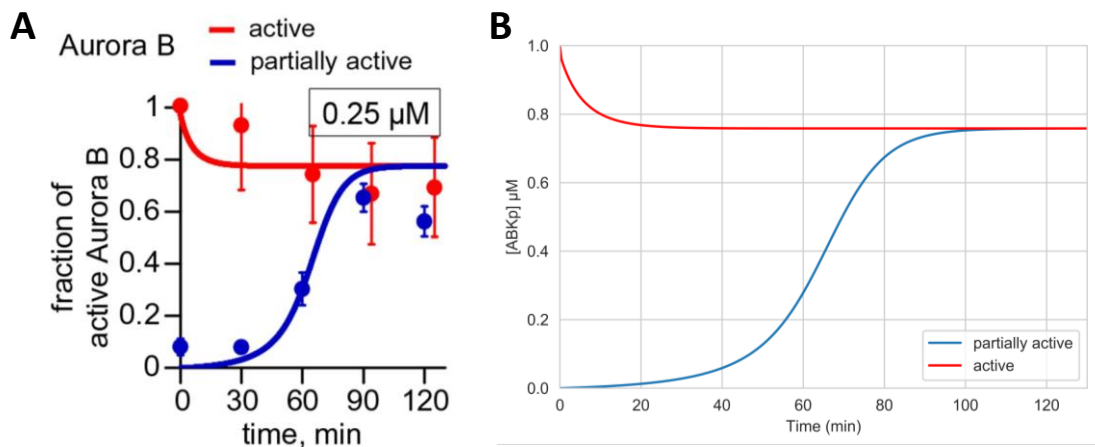 A
Aurora B
active
partially active
0.25 µM
fraction of
active Aurora B
1
0.8
0.6
0.4
0.2
0
0 30 60 90 120
time, min
B
[ABKp] µM
1.0
0.8
0.6
0.4
0.2
0.0
partially active
active
0 20 40 60 80 100 120
Time (min)